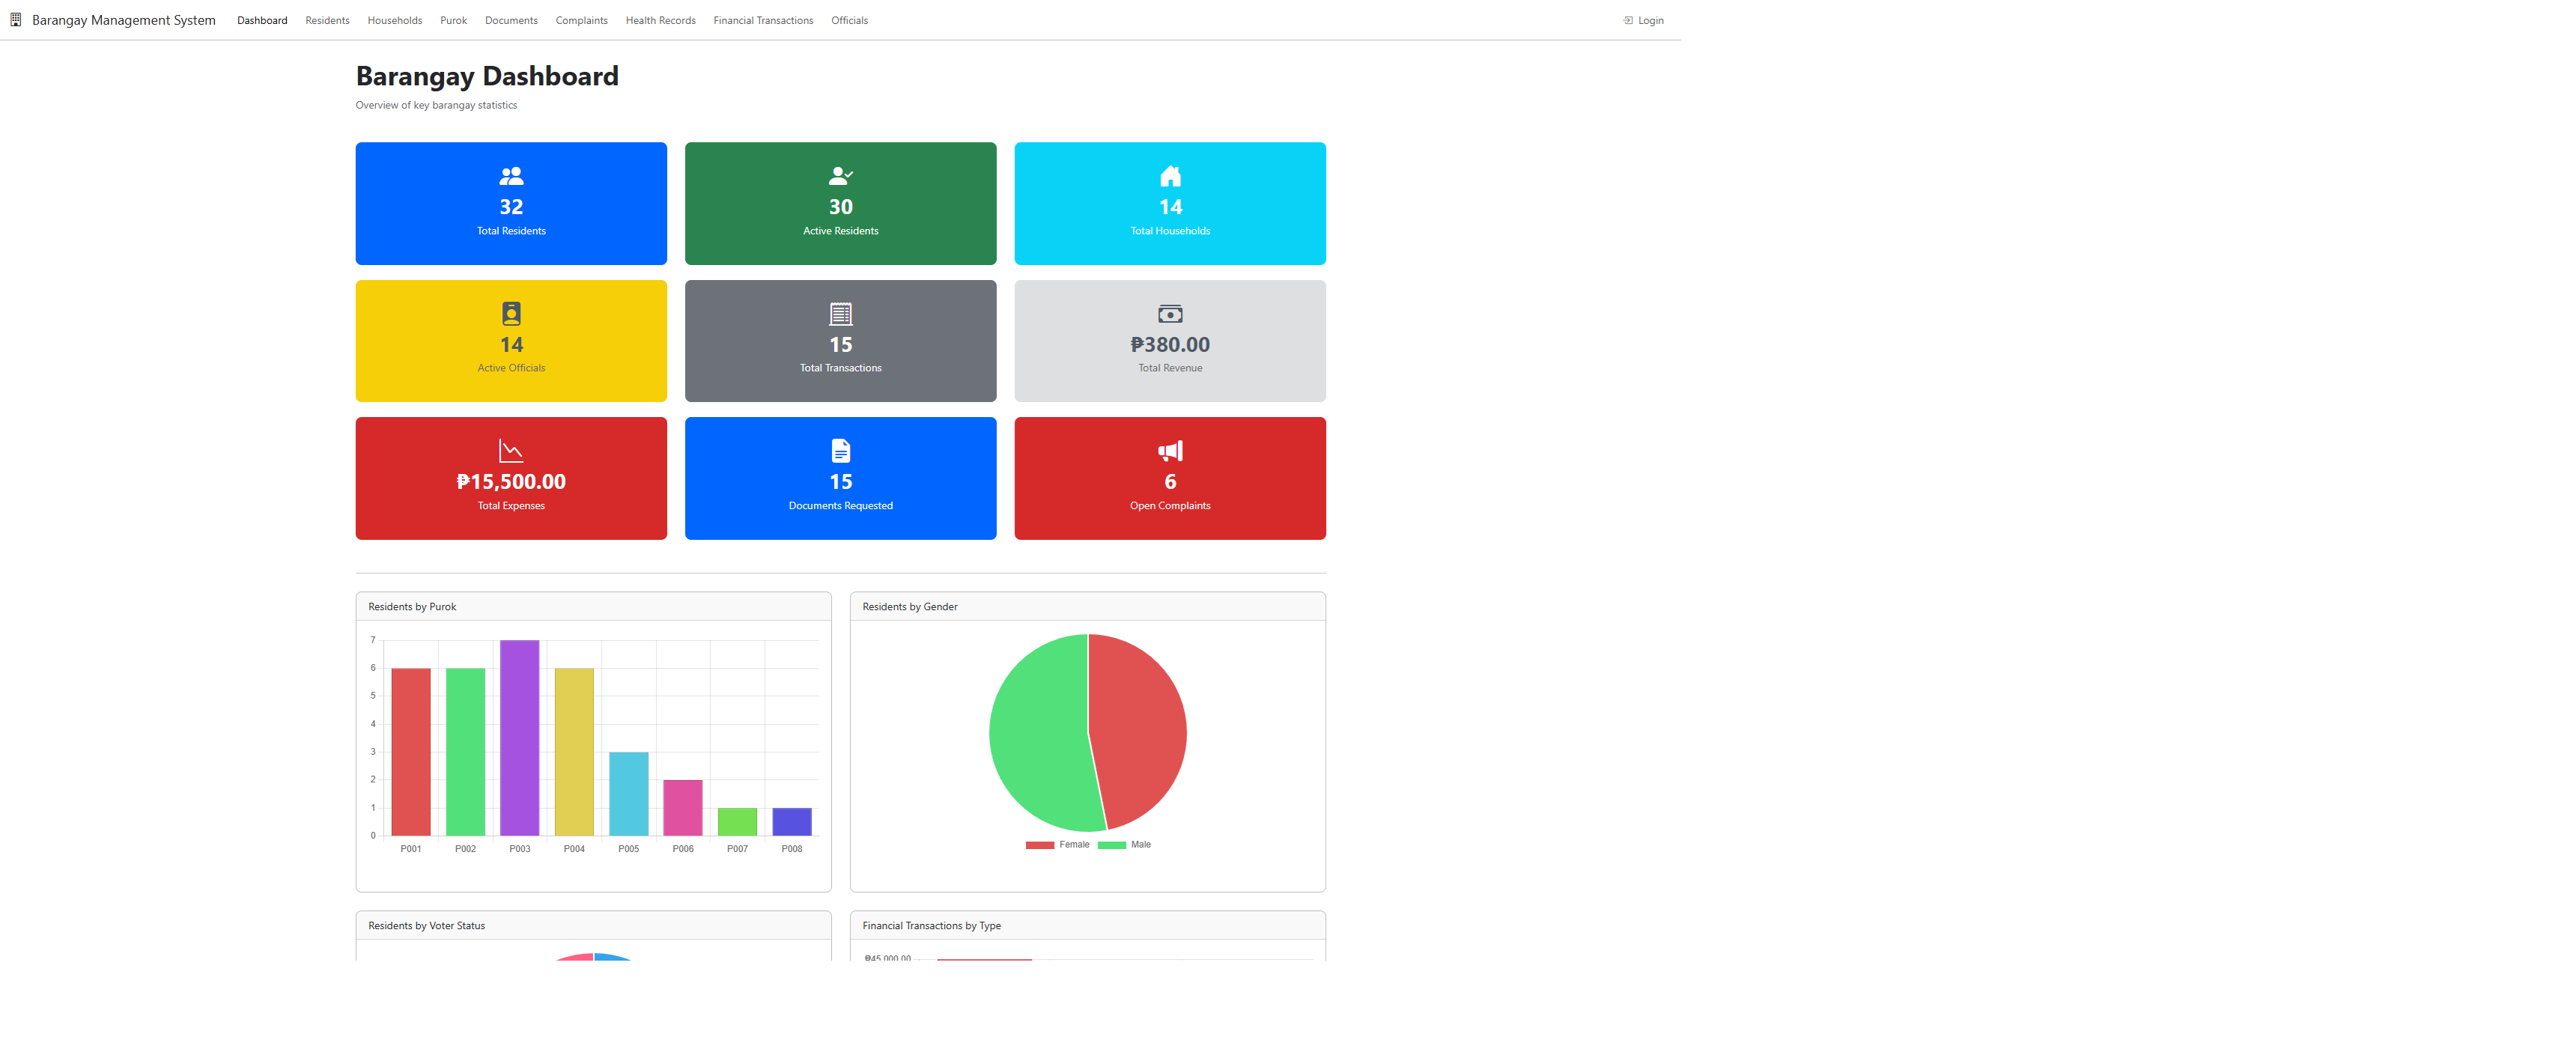 Barangay Management System Dashboard Residents Households Purok Documents Complaints Health Records Financial Transactions Officials Login
Barangay Dashboard
Overview of key barangay statistics
32
Total Residents
30
Active Residents
14
Total Households
14
Active Officials
15
Total Transactions
₱380.00
Total Revenue
₱15,500.00
Total Expenses
15
Documents Requested
6
Open Complaints
Residents by Purok
7
6
5
4
3
2
1
0
P001 P002 P003 P004 P005 P006 P007 P008
Residents by Gender
Female Male
Residents by Voter Status
Financial Transactions by Type
₱45,000.00